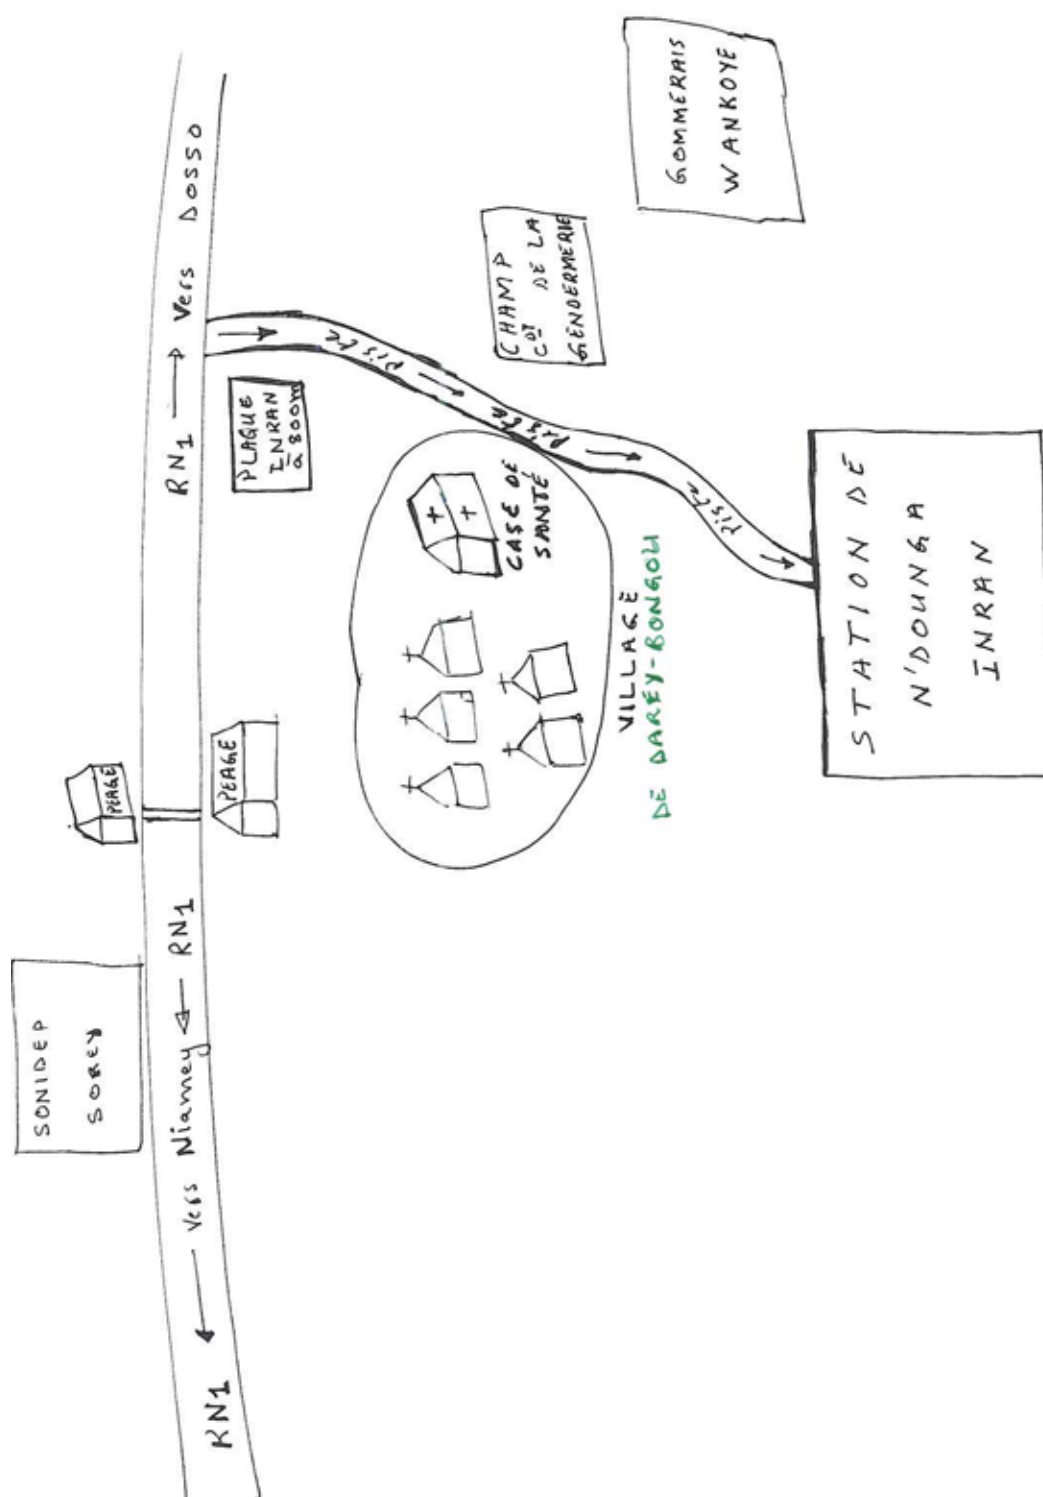 RN1 ← Vers Niamey ← RN1
RN1 → Vers DOSSO
SONIDEP
SOREY
PEAGE
PEAGE
PLAQUE
INRAN
à 800m
piste
piste
piste
piste
CASE DE
SANTÉ
VILLAGE
DE DAREY-BONGOU
CHAMP
CDT DE LA
GENDERMERIE
GOMMERAIS
WANKOYE
STATION DE
N'DOUNGA
INRAN